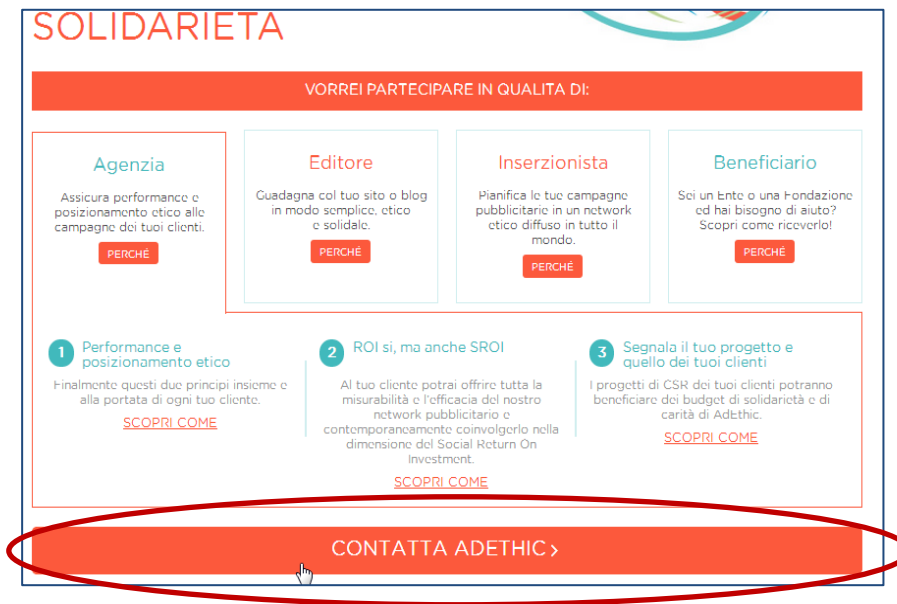 SOLIDARIETA
VORREI PARTECIPARE IN QUALITA DI:
Agenzia
Assicura performance e
posizionamento etico alle
campagne dei tuoi clienti.
PERCHÉ
Editore
Guadagna col tuo sito o blog
in modo semplice, etico
e solidale.
PERCHÉ
Inserzionista
Pianifica le tue campagne
pubblicitarie in un network
etico diffuso in tutto il
mondo.
PERCHÉ
Beneficiario
Sei un Ente o una Fondazione
ed hai bisogno di aiuto?
Scopri come riceverlo!
PERCHÉ
1 Performance e
posizionamento etico
Finalmente questi due principi insieme e
alla portata di ogni tuo cliente.
SCOPRI COME
2 ROI si, ma anche SROI
Al tuo cliente potrai offrire tutta la
misurabilità e l'efficacia del nostro
network pubblicitario e
contemporaneamente coinvolgerlo nella
dimensione del Social Return On
Investment.
SCOPRI COME
3 Segnala il tuo progetto e
quello dei tuoi clienti
I progetti di CSR dei tuoi clienti potranno
beneficiare dei budget di solidarietà e di
carità di AdEthic.
SCOPRI COME
CONTATTA ADETHIC >